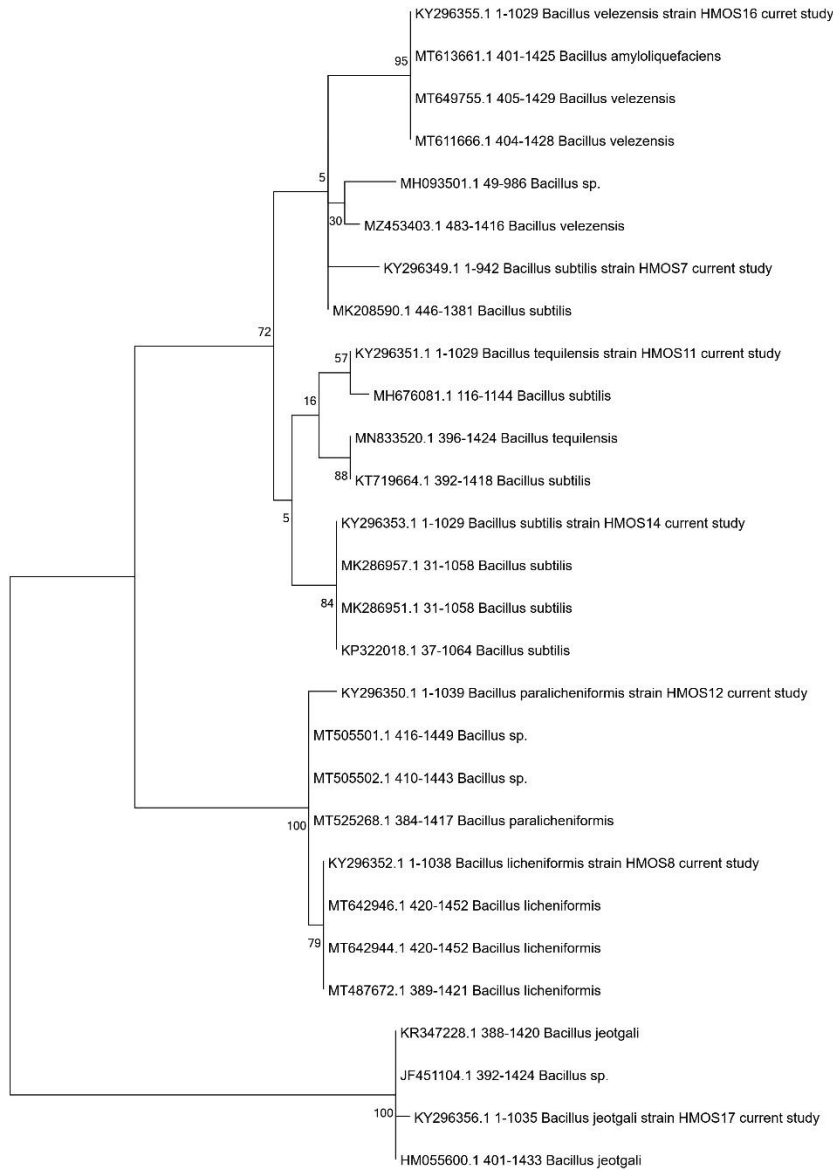 KY296355.1 1-1029 Bacillus velezensis strain HMOS16 curret study
95
MT613661.1 401-1425 Bacillus amyloliquefaciens
MT649755.1 405-1429 Bacillus velezensis
MT611666.1 404-1428 Bacillus velezensis
5
MH093501.1 49-986 Bacillus sp.
30
MZ453403.1 483-1416 Bacillus velezensis
KY296349.1 1-942 Bacillus subtilis strain HMOS7 current study
MK208590.1 446-1381 Bacillus subtilis
72
KY296351.1 1-1029 Bacillus tequilensis strain HMOS11 current study
57
MH676081.1 116-1144 Bacillus subtilis
16
MN833520.1 396-1424 Bacillus tequilensis
88
KT719664.1 392-1418 Bacillus subtilis
5
KY296353.1 1-1029 Bacillus subtilis strain HMOS14 current study
MK286957.1 31-1058 Bacillus subtilis
MK286951.1 31-1058 Bacillus subtilis
84
KP322018.1 37-1064 Bacillus subtilis
KY296350.1 1-1039 Bacillus paralicheniformis strain HMOS12 current study
MT505501.1 416-1449 Bacillus sp.
MT505502.1 410-1443 Bacillus sp.
MT525268.1 384-1417 Bacillus paralicheniformis
100
KY296352.1 1-1038 Bacillus licheniformis strain HMOS8 current study
MT642946.1 420-1452 Bacillus licheniformis
MT642944.1 420-1452 Bacillus licheniformis
79
MT487672.1 389-1421 Bacillus licheniformis
KR347228.1 388-1420 Bacillus jeotgali
JF451104.1 392-1424 Bacillus sp.
100
KY296356.1 1-1035 Bacillus jeotgali strain HMOS17 current study
HM055600.1 401-1433 Bacillus jeotgali